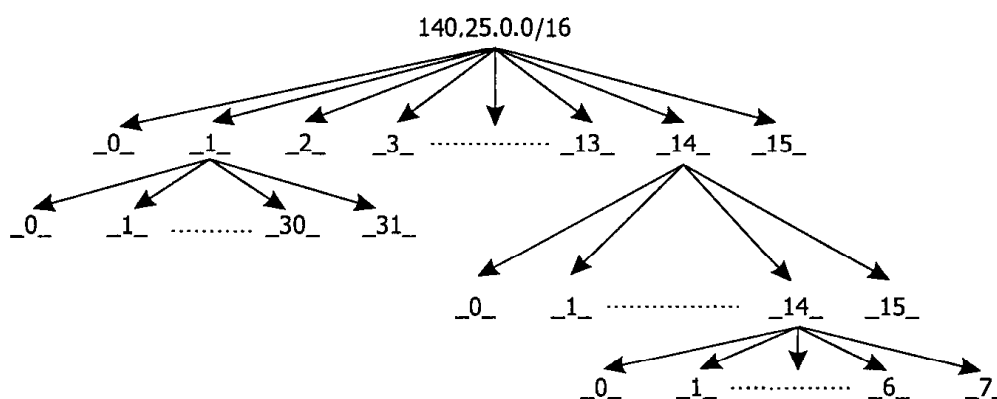 140.25.0.0/16
_0_ _1_ _2_ _3_ .................... _13_ _14_ _15_
_0_ _1_ ............ _30_ _31_
_0_ _1_ .................... _14_ _15_
_0_ _1_ .................... _6_ _7_